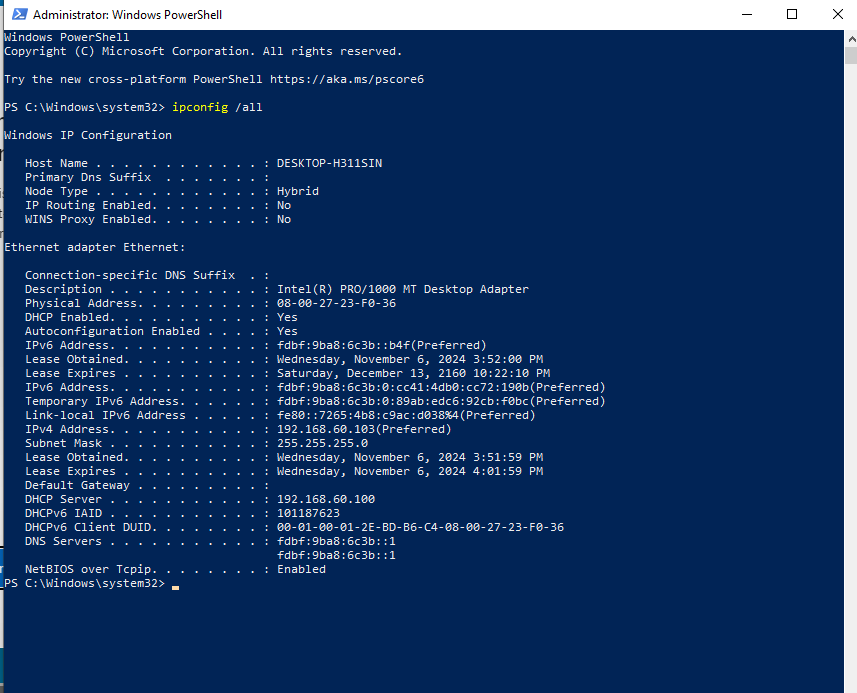 Administrator: Windows PowerShell
Windows PowerShell
Copyright (C) Microsoft Corporation. All rights reserved.
Try the new cross-platform PowerShell https://aka.ms/pscore6
PS C:\Windows\system32> ipconfig /all
Windows IP Configuration
Host Name . . . . . . . . . . . . : DESKTOP-H311SIN
Primary Dns Suffix  . . . . . . . :
Node Type . . . . . . . . . . . . : Hybrid
IP Routing Enabled. . . . . . . . : No
WINS Proxy Enabled. . . . . . . . : No
Ethernet adapter Ethernet:
Connection-specific DNS Suffix  . :
Description . . . . . . . . . . . : Intel(R) PRO/1000 MT Desktop Adapter
Physical Address. . . . . . . . . : 08-00-27-23-F0-36
DHCP Enabled. . . . . . . . . . . : Yes
Autoconfiguration Enabled . . . . : Yes
IPv6 Address. . . . . . . . . . . : fdbf:9ba8:6c3b::b4f(Preferred)
Lease Obtained. . . . . . . . . . : Wednesday, November 6, 2024 3:52:00 PM
Lease Expires . . . . . . . . . . : Saturday, December 13, 2160 10:22:10 PM
IPv6 Address. . . . . . . . . . . : fdbf:9ba8:6c3b:0:cc41:4db0:cc72:190b(Preferred)
Temporary IPv6 Address. . . . . . : fdbf:9ba8:6c3b:0:89ab:edc6:92cb:f0bc(Preferred)
Link-local IPv6 Address . . . . . : fe80::7265:4b8:c9ac:d038%4(Preferred)
IPv4 Address. . . . . . . . . . . : 192.168.60.103(Preferred)
Subnet Mask . . . . . . . . . . . : 255.255.255.0
Lease Obtained. . . . . . . . . . : Wednesday, November 6, 2024 3:51:59 PM
Lease Expires . . . . . . . . . . : Wednesday, November 6, 2024 4:01:59 PM
Default Gateway . . . . . . . . . :
DHCP Server . . . . . . . . . . . : 192.168.60.100
DHCPv6 IAID . . . . . . . . . . . : 101187623
DHCPv6 Client DUID. . . . . . . . : 00-01-00-01-2E-BD-B6-C4-08-00-27-23-F0-36
DNS Servers . . . . . . . . . . . : fdbf:9ba8:6c3b::1
fdbf:9ba8:6c3b::1
NetBIOS over Tcpip. . . . . . . . : Enabled
PS C:\Windows\system32>